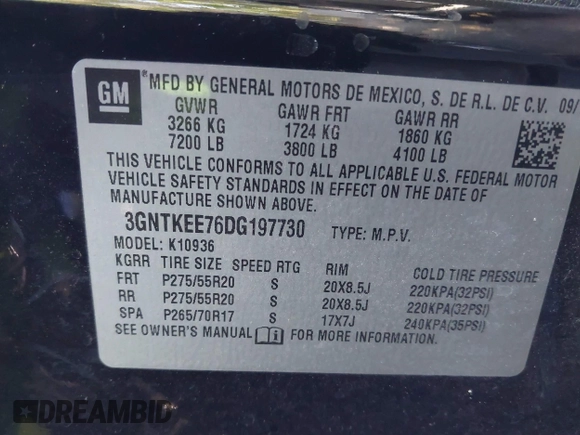 GM
® MFD BY GENERAL MOTORS DE MEXICO, S. DE R.L. DE C.V. 09/
GVWR GAWR FRT GAWR RR
3266 KG 1724 KG 1860 KG
7200 LB 3800 LB 4100 LB
THIS VEHICLE CONFORMS TO ALL APPLICABLE U.S. FEDERAL MOTOR
VEHICLE SAFETY STANDARDS IN EFFECT ON THE DATE OF
MANUFACTURE SHOWN ABOVE.
3GNTKEE76DG197730 TYPE: M.P.V.
MODEL: K10936
KGRR TIRE SIZE SPEED RTG RIM COLD TIRE PRESSURE
FRT P275/55R20 S 20X8.5J 220KPA(32PSI)
RR P275/55R20 S 20X8.5J 220KPA(32PSI)
SPA P265/70R17 S 17X7J 240KPA(35PSI)
SEE OWNER'S MANUAL i FOR MORE INFORMATION.
DREAMBID